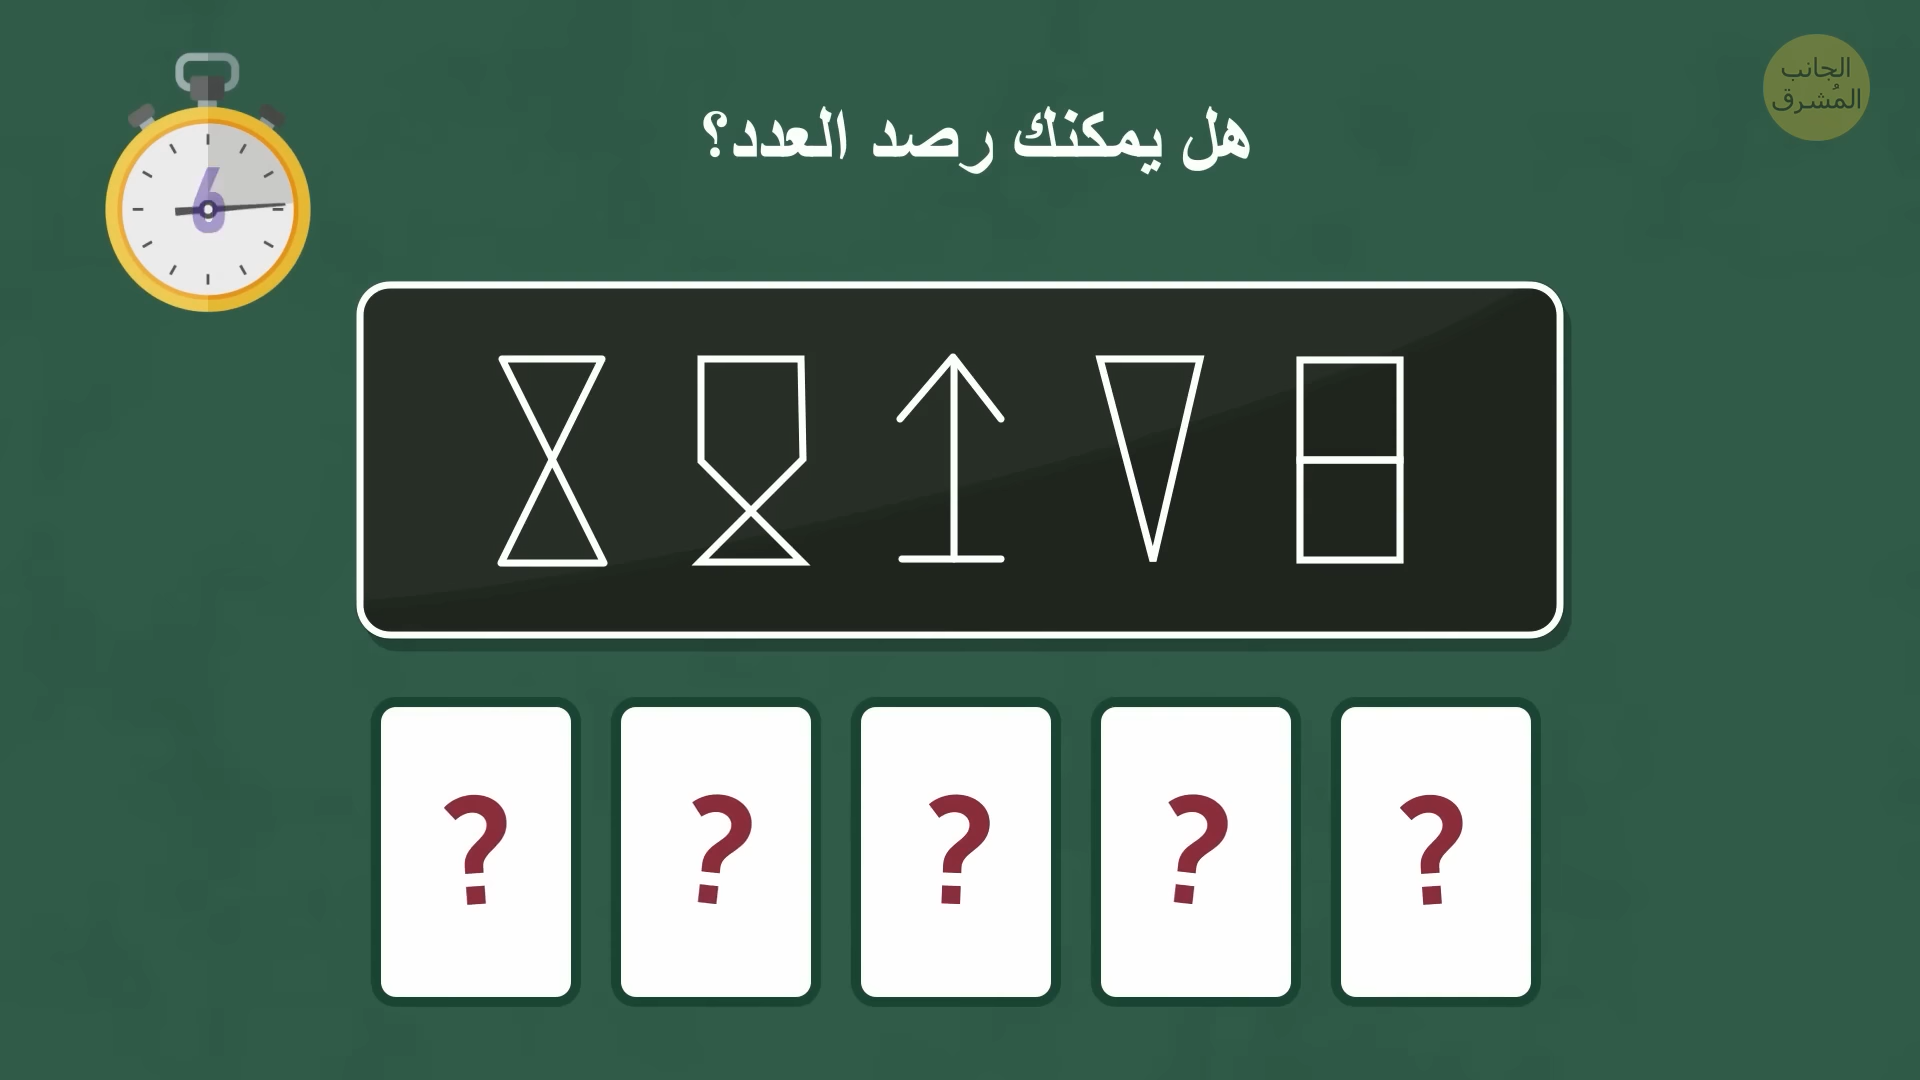 الجانب
المُشرق
هل يمكنك رصد العدد؟
6
? ? ? ? ?